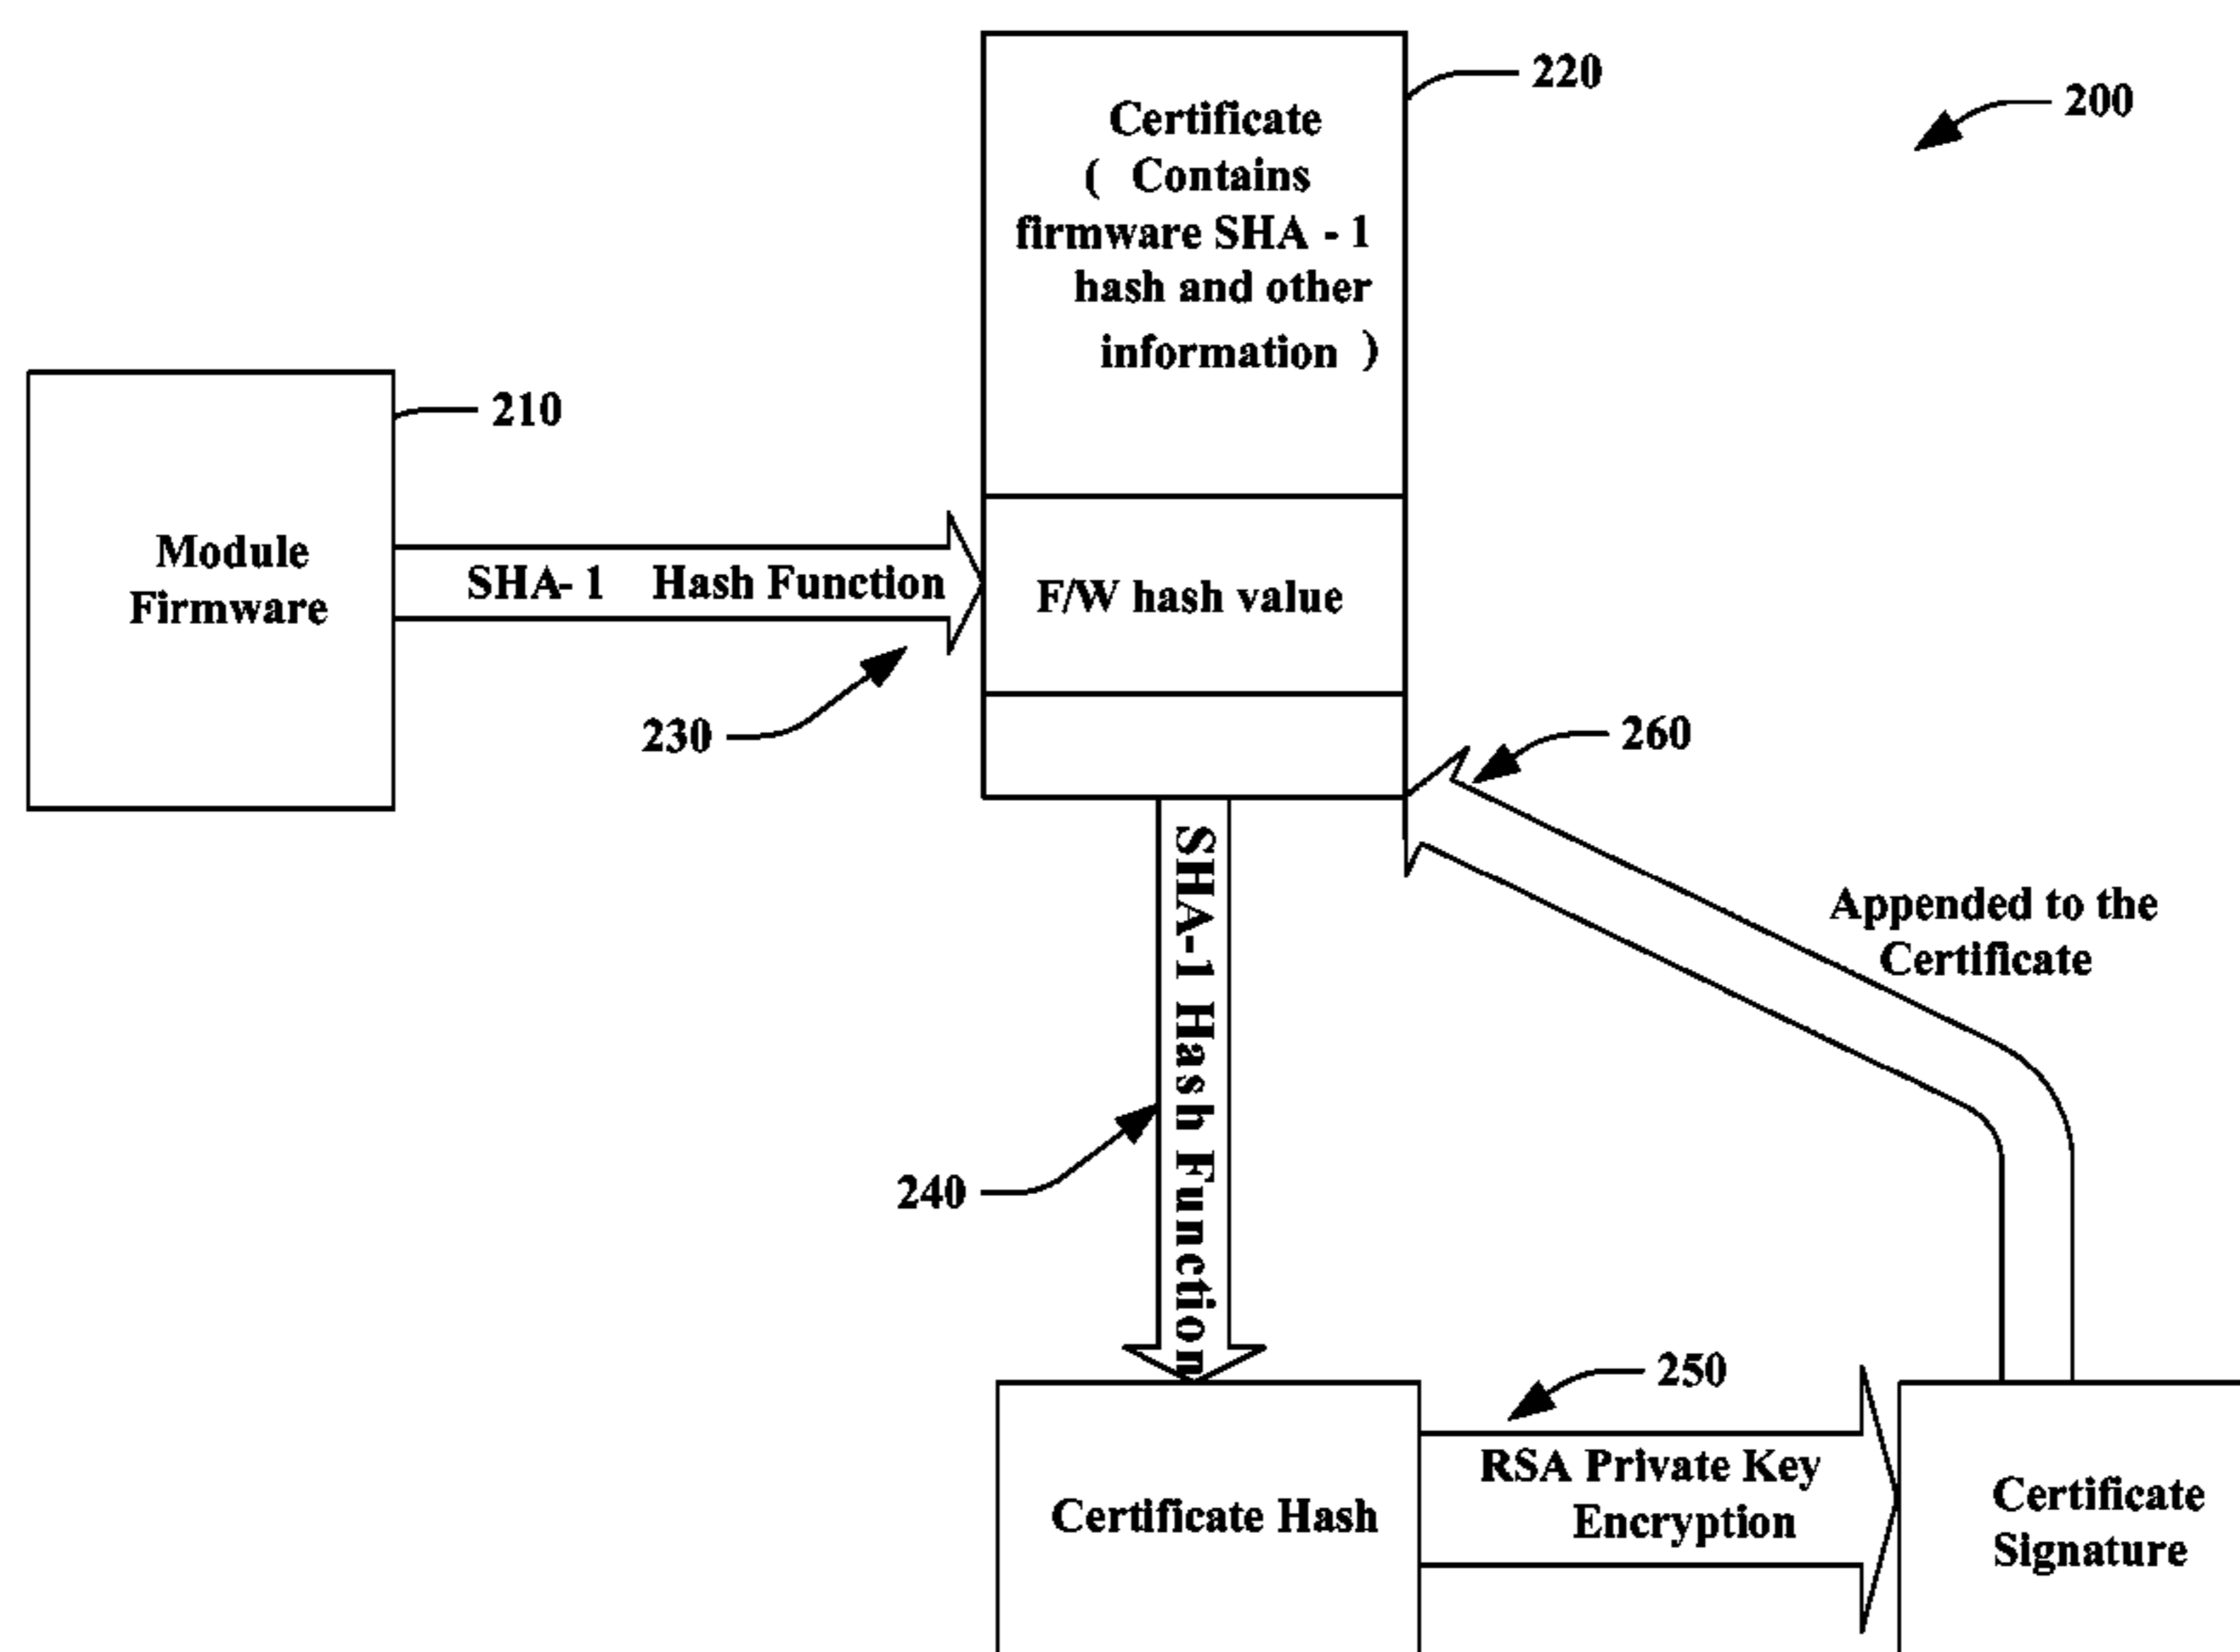 220
200
Certificate
( Contains
firmware SHA - 1
hash and other
information )
210
Module
Firmware
SHA- 1 Hash Function
F/W hash value
230
260
SHA-1 Hash Function
Appended to the
Certificate
240
250
RSA Private Key
Encryption
Certificate Hash
Certificate
Signature